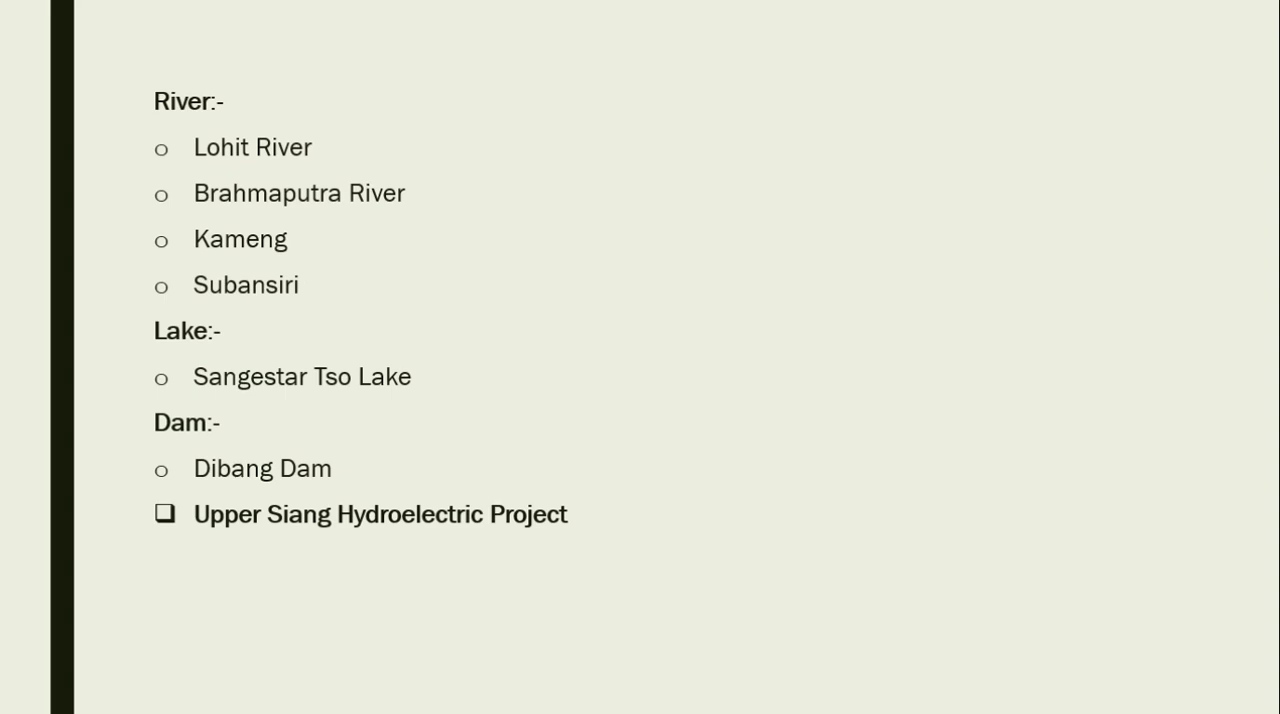 River:-
o Lohit River
o Brahmaputra River
o Kameng
o Subansiri
Lake:-
o Sangestar Tso Lake
Dam:-
o Dibang Dam
❑ Upper Siang Hydroelectric Project